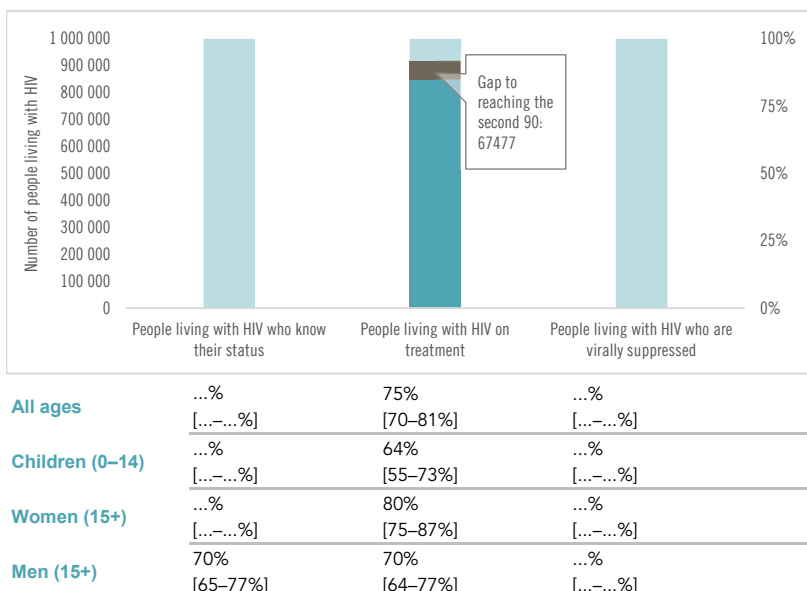 Number of people living with HIV
1 000 000
900 000
800 000
700 000
600 000
500 000
400 000
300 000
200 000
100 000
0
100%
75%
50%
25%
0%
Gap to
reaching the
second 90:
67477
People living with HIV who know
their status
People living with HIV on
treatment
People living with HIV who are
virally suppressed
All ages
...%
[...–...%]
75%
[70–81%]
...%
[...–...%]
Children (0–14)
...%
[...–...%]
64%
[55–73%]
...%
[...–...%]
Women (15+)
...%
[...–...%]
80%
[75–87%]
...%
[...–...%]
Men (15+)
70%
[65–77%]
70%
[64–77%]
...%
[...–...%]